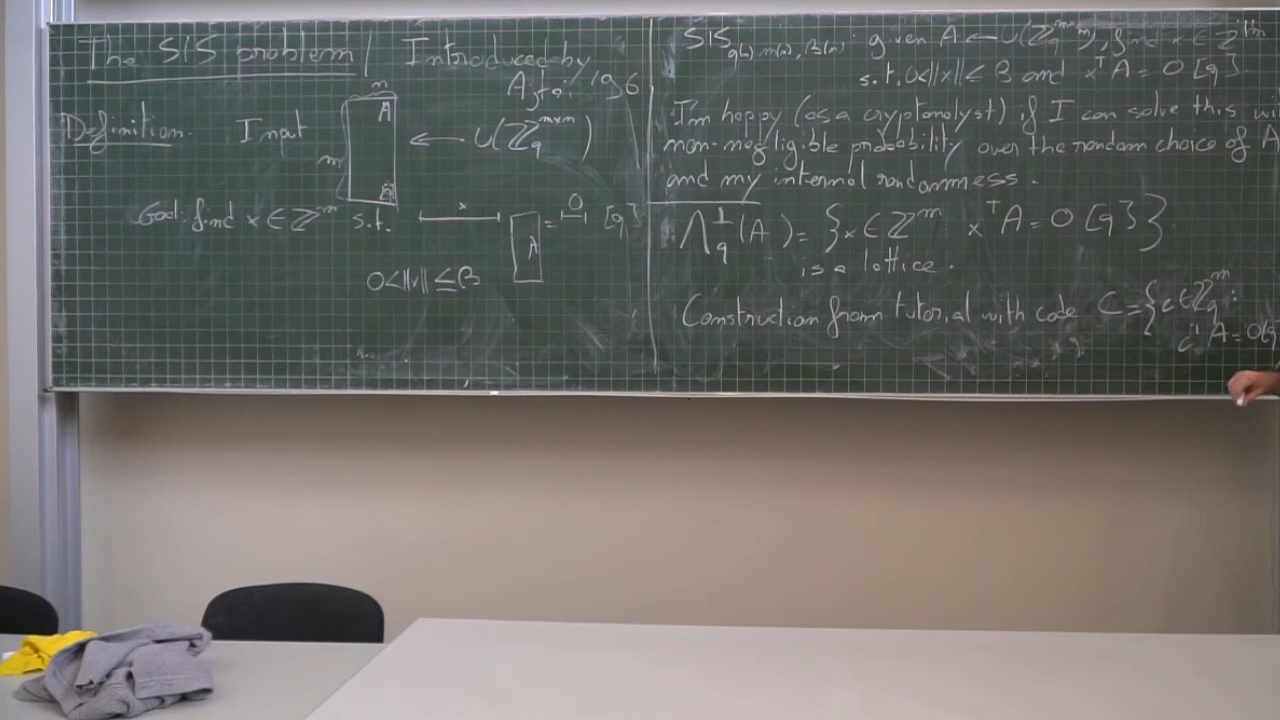 The SIS problem / Introduced by
Ajtai '96
Definition. Input
n
m
A
← U(ℤ_q^{m×n})
Goal: find x ∈ ℤ^m s.t.
x
A
= 0 [q]
0<‖x‖ ≤ β
SIS_{q(n), m(n), β(n)}: given A ← U(ℤ_q^{m×n}), find x ∈ ℤ^m
s.t. 0<‖x‖ ≤ β and x^T A = 0 [q].
I'm happy (as a cryptanalyst) if I can solve this
non-negligible probability over the random choice of A
and my internal randomness.
Λ_q^⊥(A) = {x ∈ ℤ^m x^T A = 0 [q]}
is a lattice.
Construction from tutorial with code C = {c ∈ ℤ_q^m :
c^T A = 0 [q